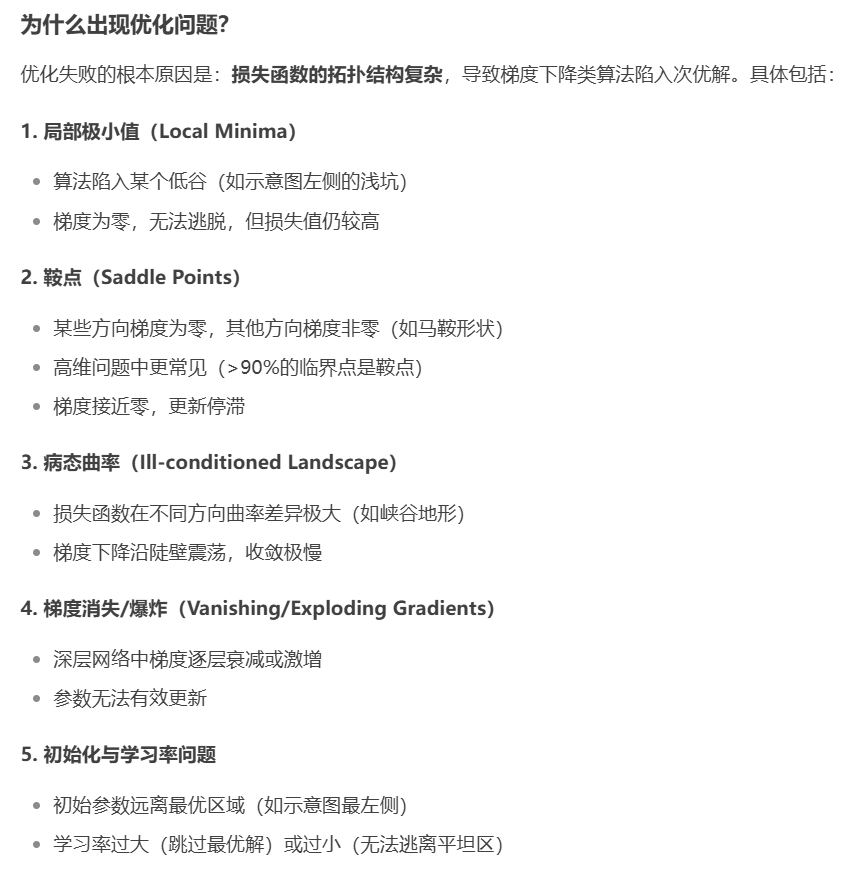 为什么出现优化问题？
优化失败的根本原因是：损失函数的拓扑结构复杂，导致梯度下降类算法陷入次优解。具体包括：
1. 局部极小值（Local Minima）
算法陷入某个低谷（如示意图左侧的浅坑）
梯度为零，无法逃脱，但损失值仍较高
2. 鞍点（Saddle Points）
某些方向梯度为零，其他方向梯度非零（如马鞍形状）
高维问题中更常见（>90%的临界点是鞍点）
梯度接近零，更新停滞
3. 病态曲率（Ill-conditioned Landscape）
损失函数在不同方向曲率差异极大（如峡谷地形）
梯度下降沿陡壁震荡，收敛极慢
4. 梯度消失/爆炸（Vanishing/Exploding Gradients）
深层网络中梯度逐层衰减或激增
参数无法有效更新
5. 初始化与学习率问题
初始参数远离最优区域（如示意图最左侧）
学习率过大（跳过最优解）或过小（无法逃离平坦区）